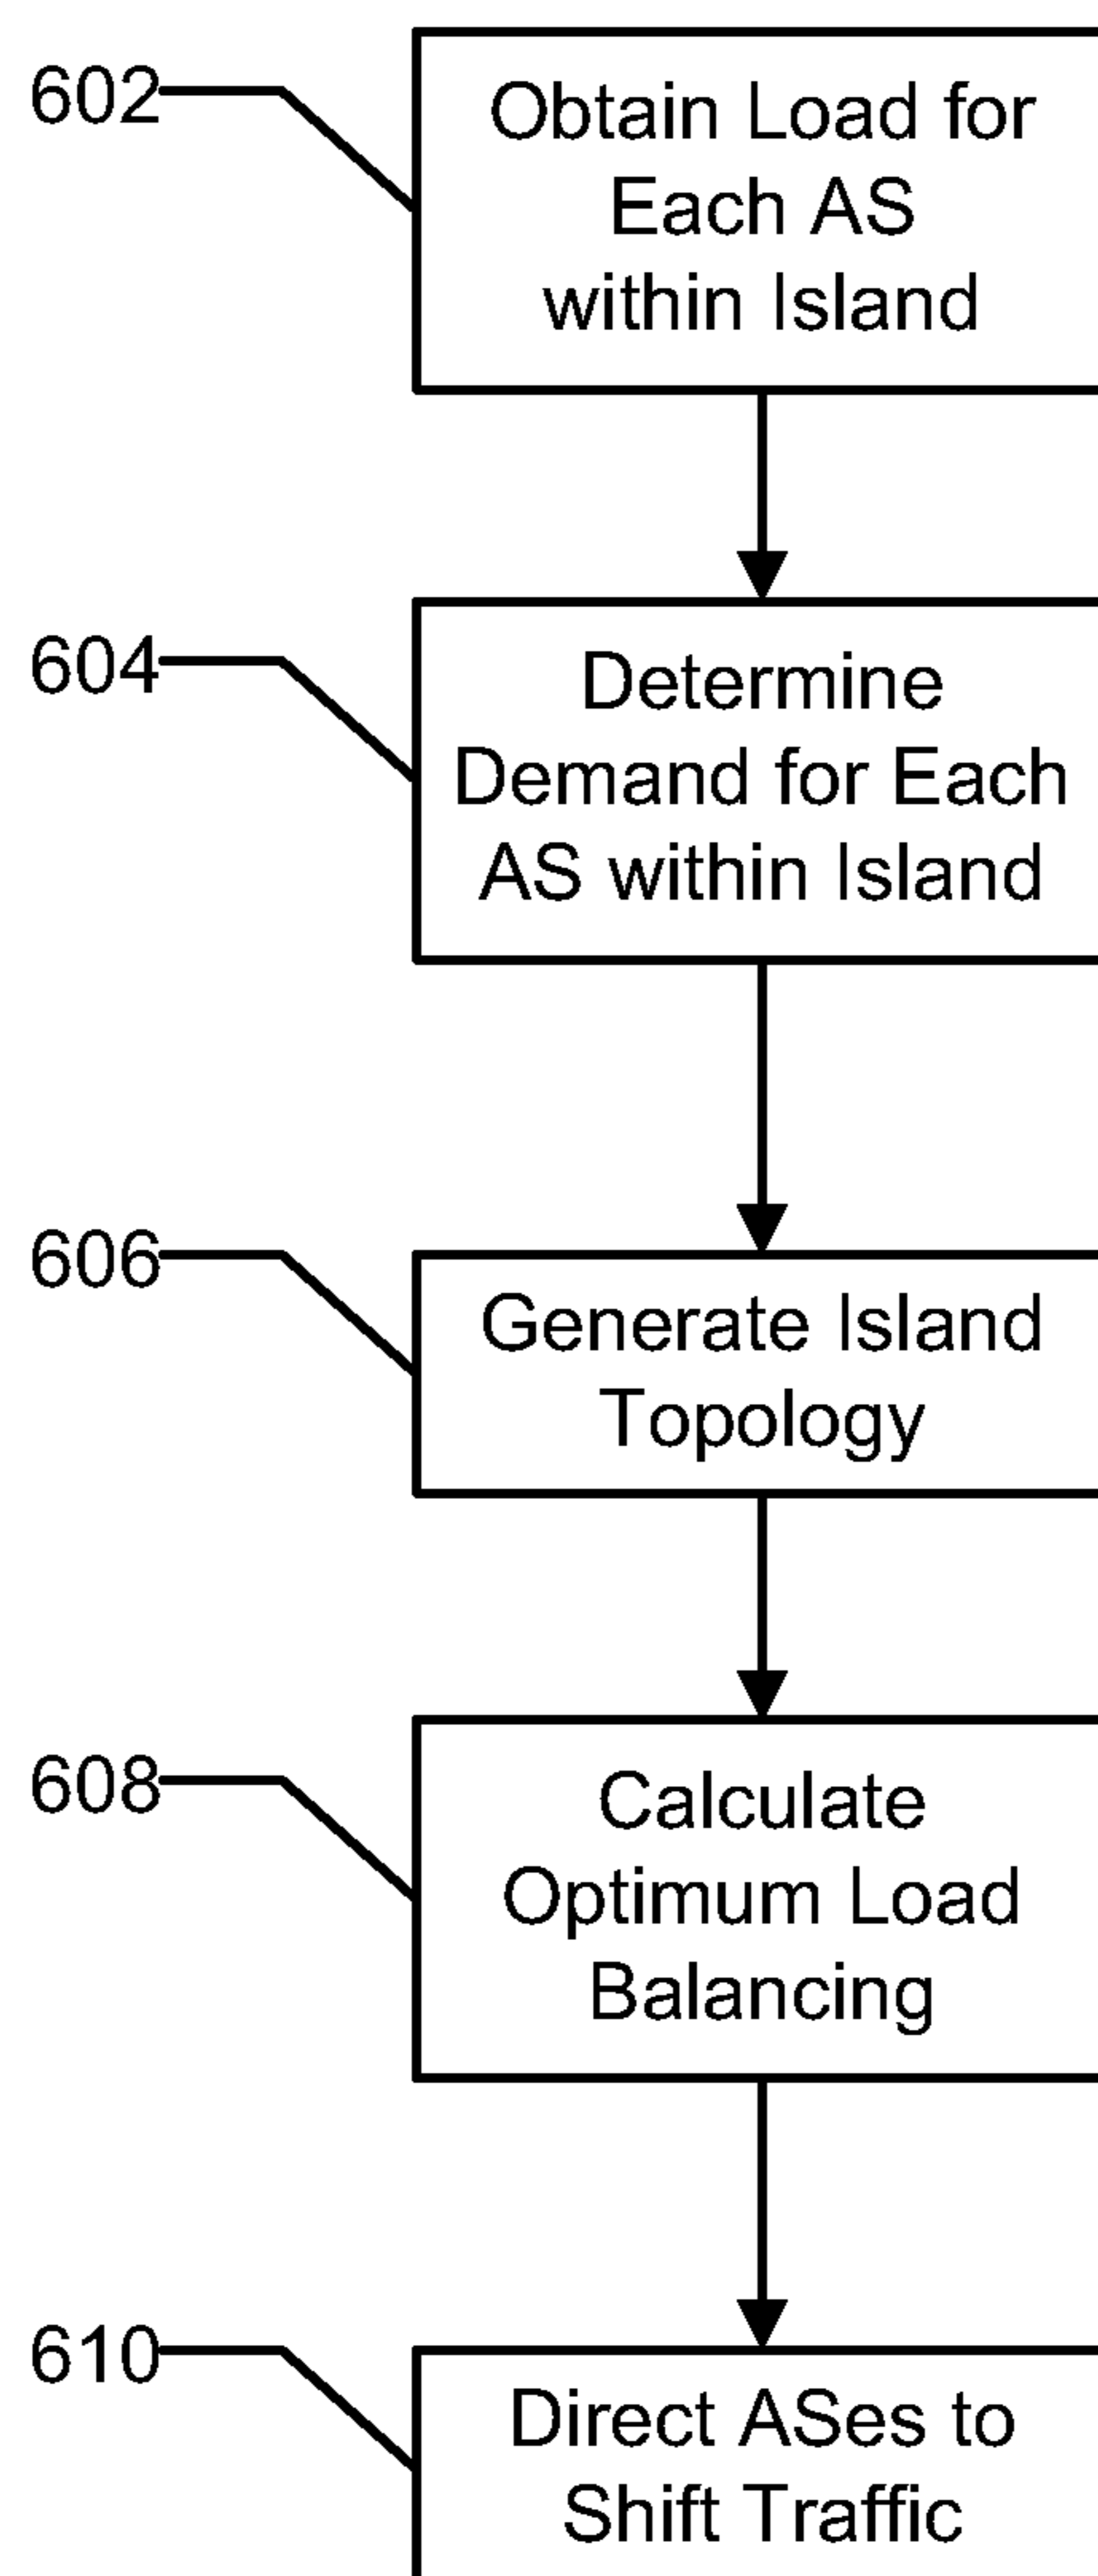 602
Obtain Load for
Each AS
within Island
604
Determine
Demand for Each
AS within Island
606
Generate Island
Topology
608
Calculate
Optimum Load
Balancing
610
Direct ASes to
Shift Traffic